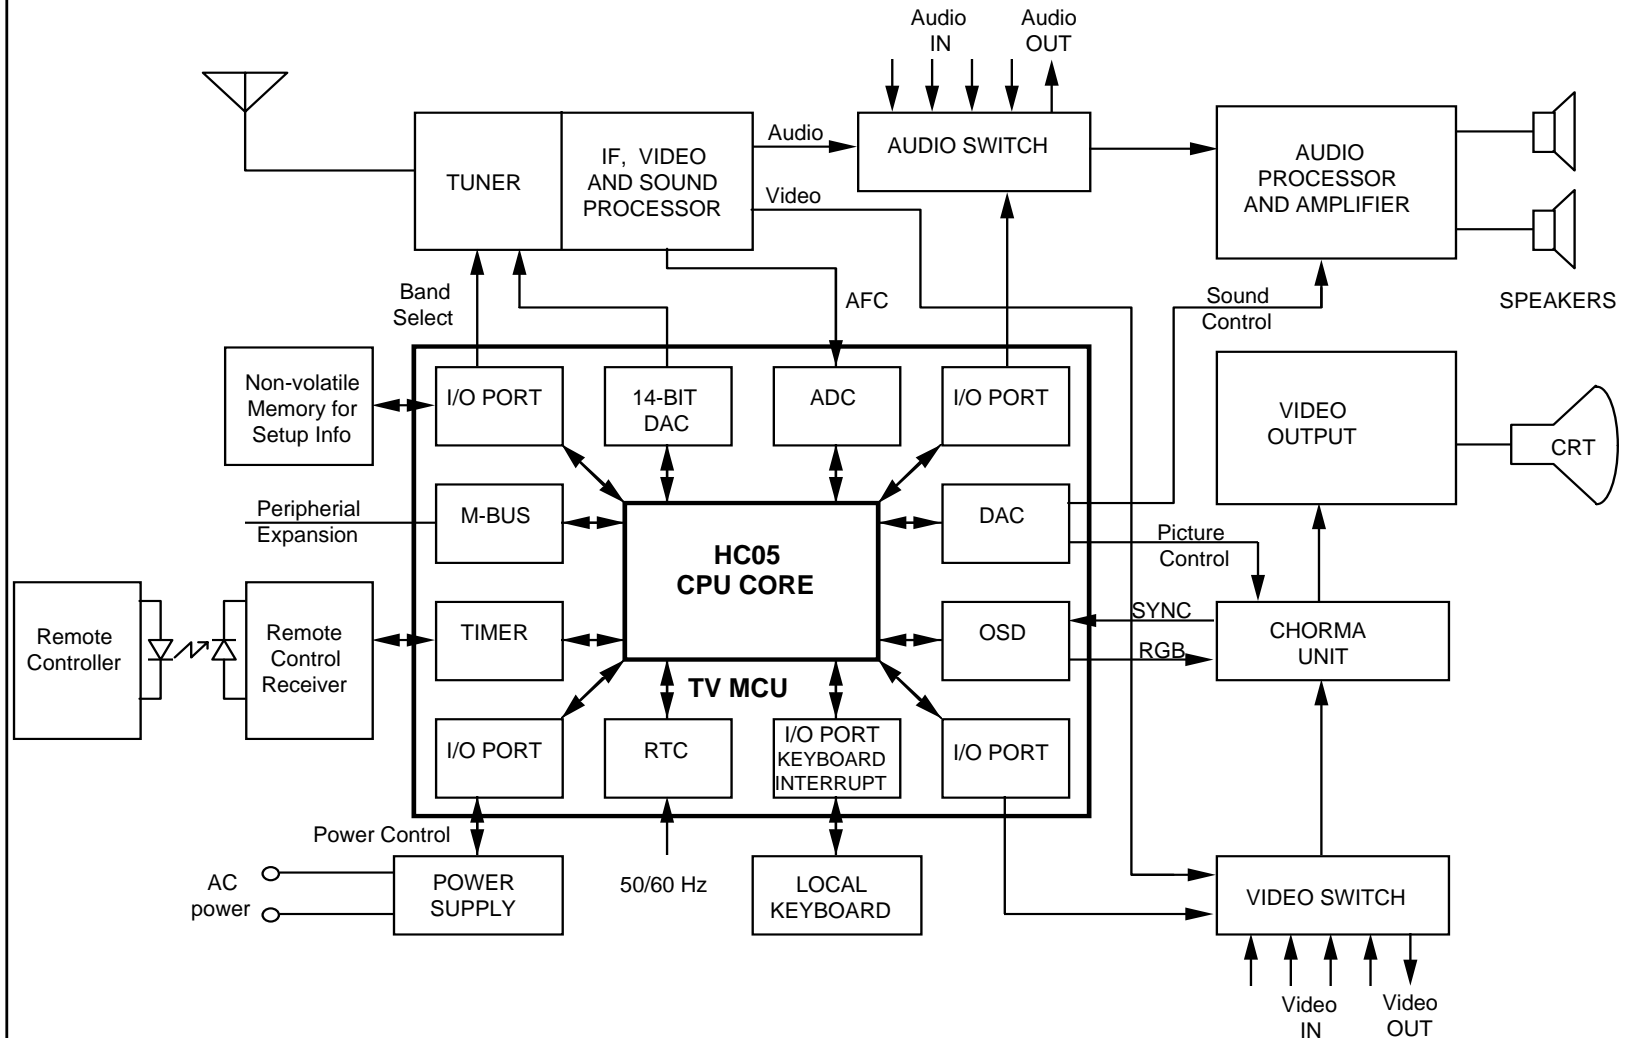 Audio
IN
Audio
OUT
TUNER
IF, VIDEO
AND SOUND
PROCESSOR
Audio
Video
AUDIO SWITCH
AUDIO
PROCESSOR
AND AMPLIFIER
SPEAKERS
Band
Select
AFC
Sound
Control
Non-volatile
Memory for
Setup Info
I/O PORT
14-BIT
DAC
ADC
I/O PORT
VIDEO
OUTPUT
CRT
Peripherial
Expansion
M-BUS
HC05
CPU CORE
DAC
Picture
Control
Remote
Controller
Remote
Control
Receiver
TIMER
OSD
SYNC
RGB
CHORMA
UNIT
TV MCU
I/O PORT
RTC
I/O PORT
KEYBOARD
INTERRUPT
I/O PORT
Power Control
AC
power
POWER
SUPPLY
50/60 Hz
LOCAL
KEYBOARD
VIDEO SWITCH
Video
IN
Video
OUT